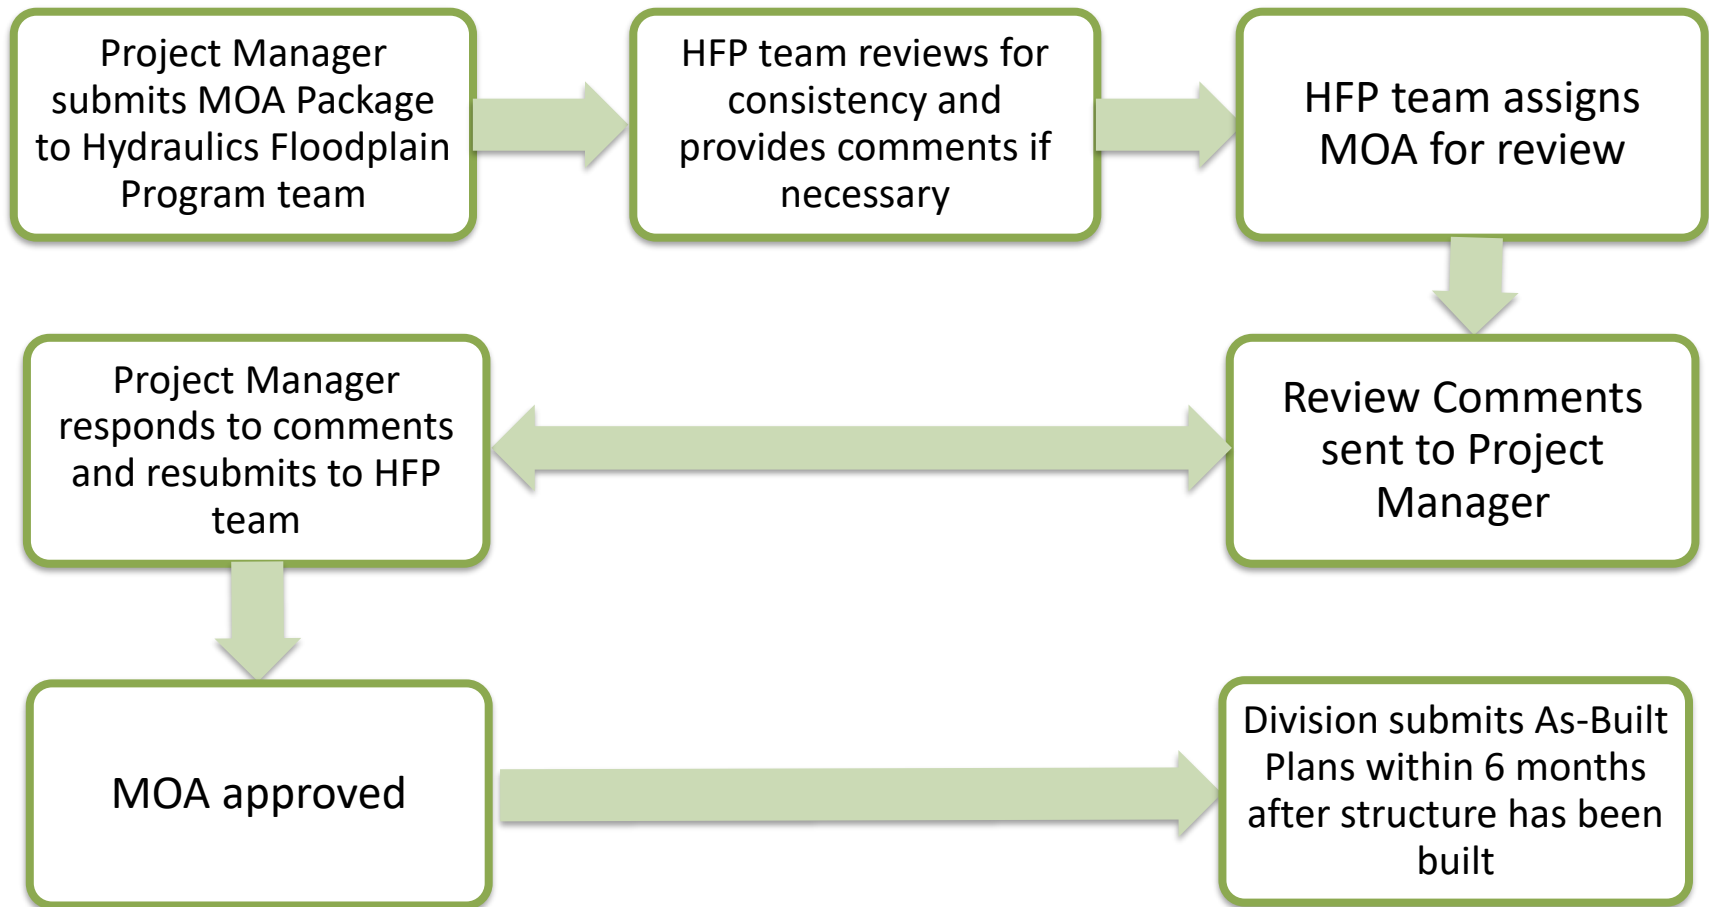 Project Manager
submits MOA Package
to Hydraulics Floodplain
Program team
HFP team reviews for
consistency and
provides comments if
necessary
HFP team assigns
MOA for review
Project Manager
responds to comments
and resubmits to HFP
team
Review Comments
sent to Project
Manager
MOA approved
Division submits As-Built
Plans within 6 months
after structure has been
built